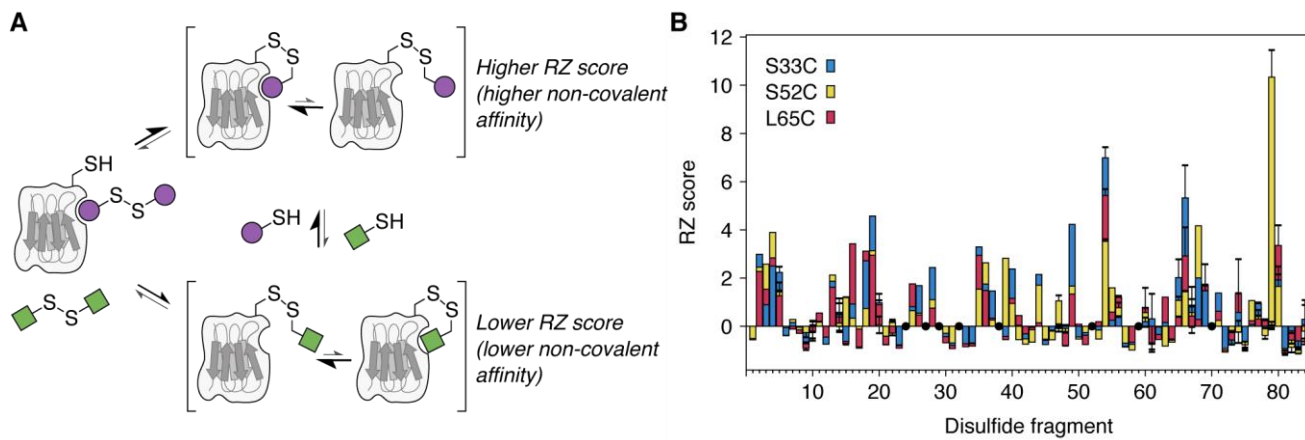 A
S
S
S
S
Higher RZ score
(higher non-covalent
affinity)
SH
S
S
SH
SH
S
S
S
S
S
S
Lower RZ score
(lower non-covalent
affinity)
B
12
10
8
6
4
2
0
RZ score
S33C
S52C
L65C
10
20
30
40
50
60
70
80
Disulfide fragment